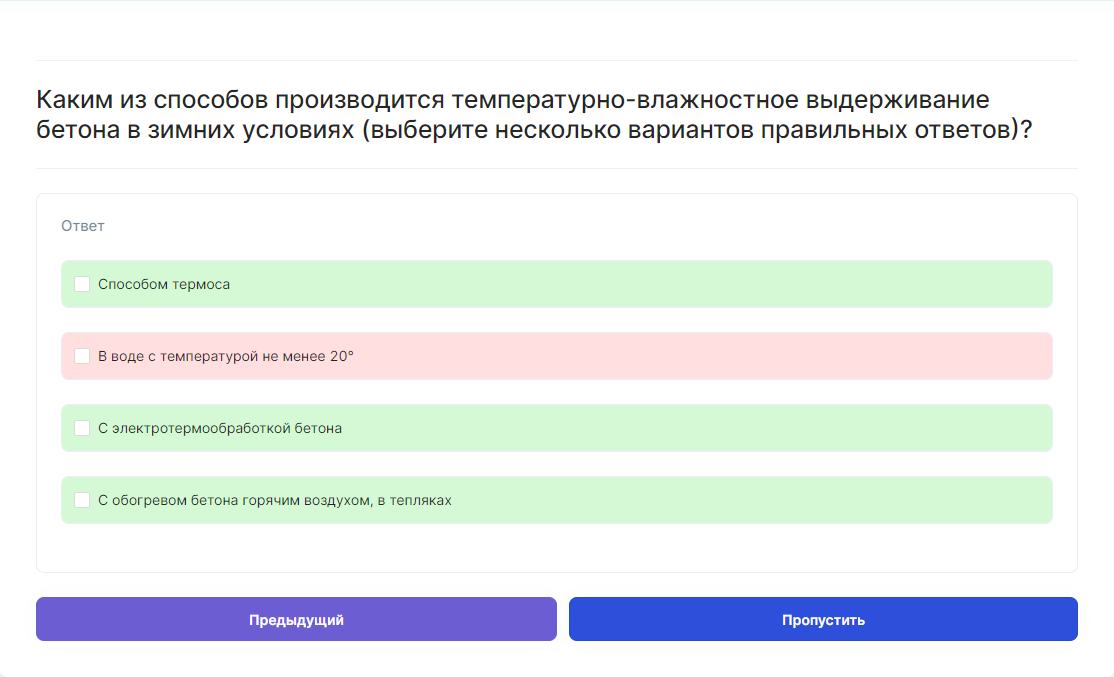 Каким из способов производится температурно-влажностное выдерживание
бетона в зимних условиях (выберите несколько вариантов правильных ответов)?
Ответ
Способом термоса
В воде с температурой не менее 20°
С электротермообработкой бетона
С обогревом бетона горячим воздухом, в тепляках
Предыдущий
Пропустить